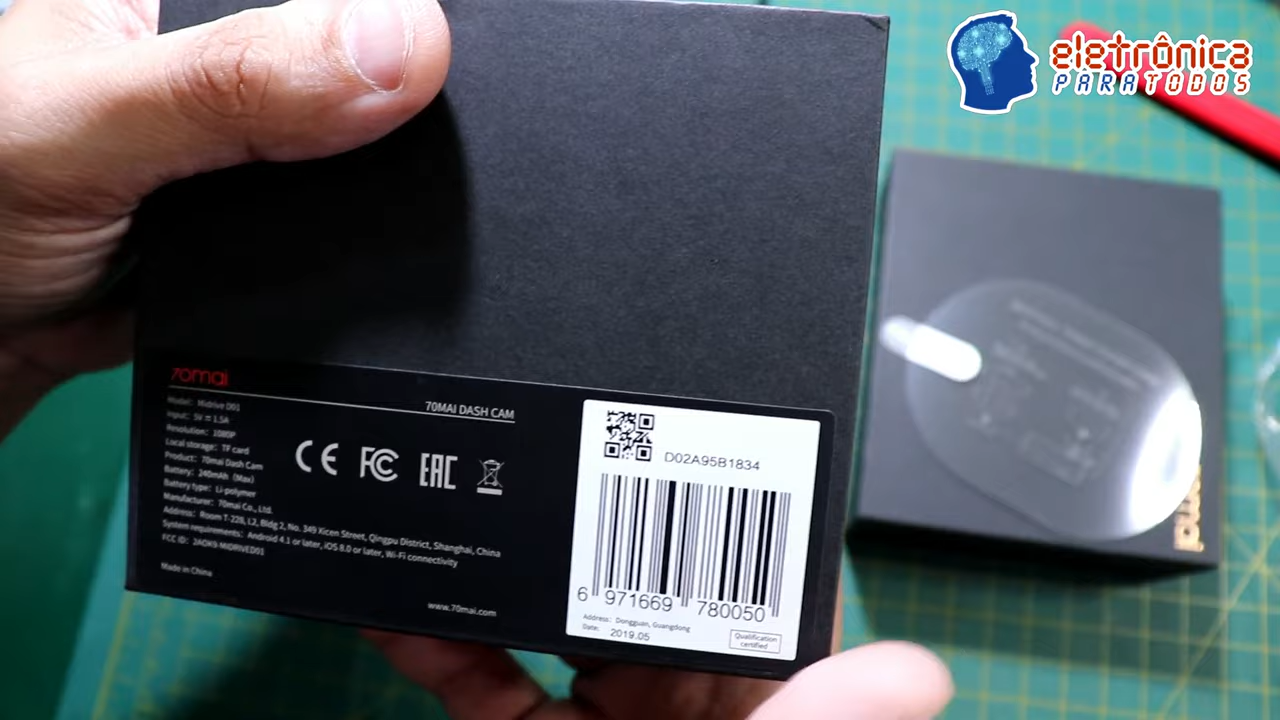 eletrônica
PARATODOS
70mai
70MAI DASH CAM
Model: Midrive D01
Input: 5V 1.5A
Resolution: 1080P
Local storage: TF card
Product: 70mai Dash Cam
Battery: 240mAh (Max)
Battery type: Li-polymer
Manufacturer: 70mai Co., Ltd.
Address: Room T-228, L2, Bldg 2, No. 349 Xicen Street, Qingpu District, Shanghai, China
System requirements: Android 4.1 or later, iOS 8.0 or later, Wi-Fi connectivity
FCC ID: 2AOK9-MIDRIVED01
Made in China
www.70mai.com
CE FC EAC
D02A95B1834
6 971669 780050
Address: Dongguan, Guangdong
Date: 2019.05
Qualification
certified